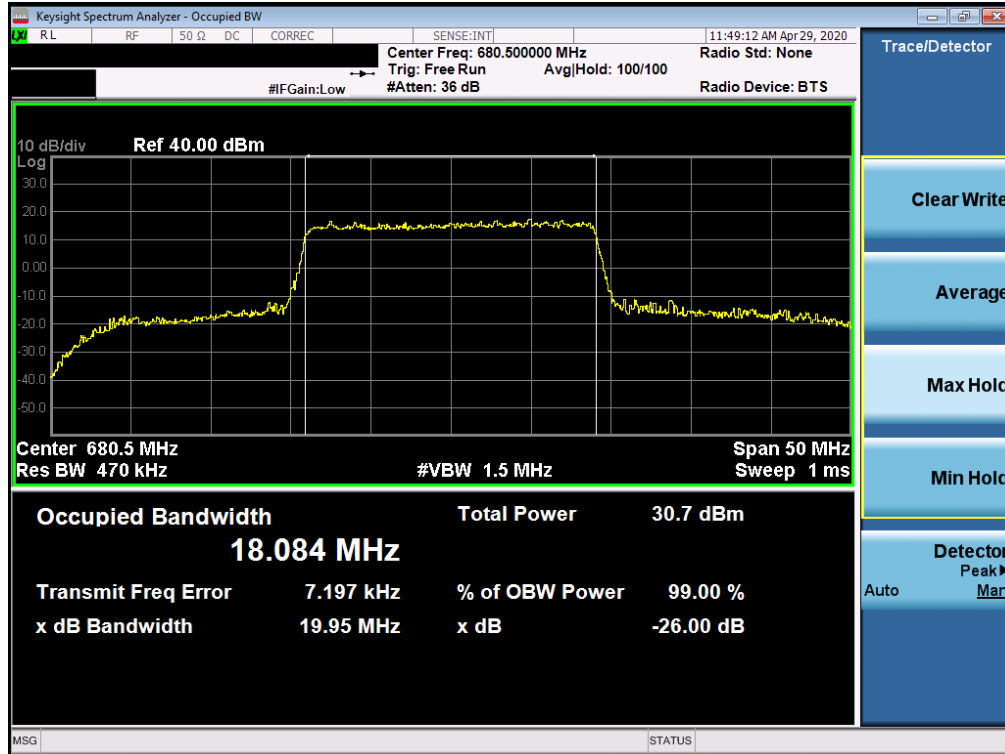 Keysight Spectrum Analyzer - Occupied BW
LXI RL RF 50 Ω DC CORREC SENSE:INT 11:49:12 AM Apr 29, 2020
Center Freq: 680.500000 MHz Radio Std: None
Trig: Free Run Avg|Hold: 100/100
#IFGain:Low #Atten: 36 dB Radio Device: BTS
10 dB/div Ref 40.00 dBm
Log
30.0
20.0
10.0
0.00
-10.0
-20.0
-30.0
-40.0
-50.0
Center 680.5 MHz Span 50 MHz
Res BW 470 kHz #VBW 1.5 MHz Sweep 1 ms
Occupied Bandwidth Total Power 30.7 dBm
18.084 MHz
Transmit Freq Error 7.197 kHz % of OBW Power 99.00 %
x dB Bandwidth 19.95 MHz x dB -26.00 dB
MSG STATUS
Trace/Detector
Clear Write
Average
Max Hold
Min Hold
Detector
Peak
Auto Man